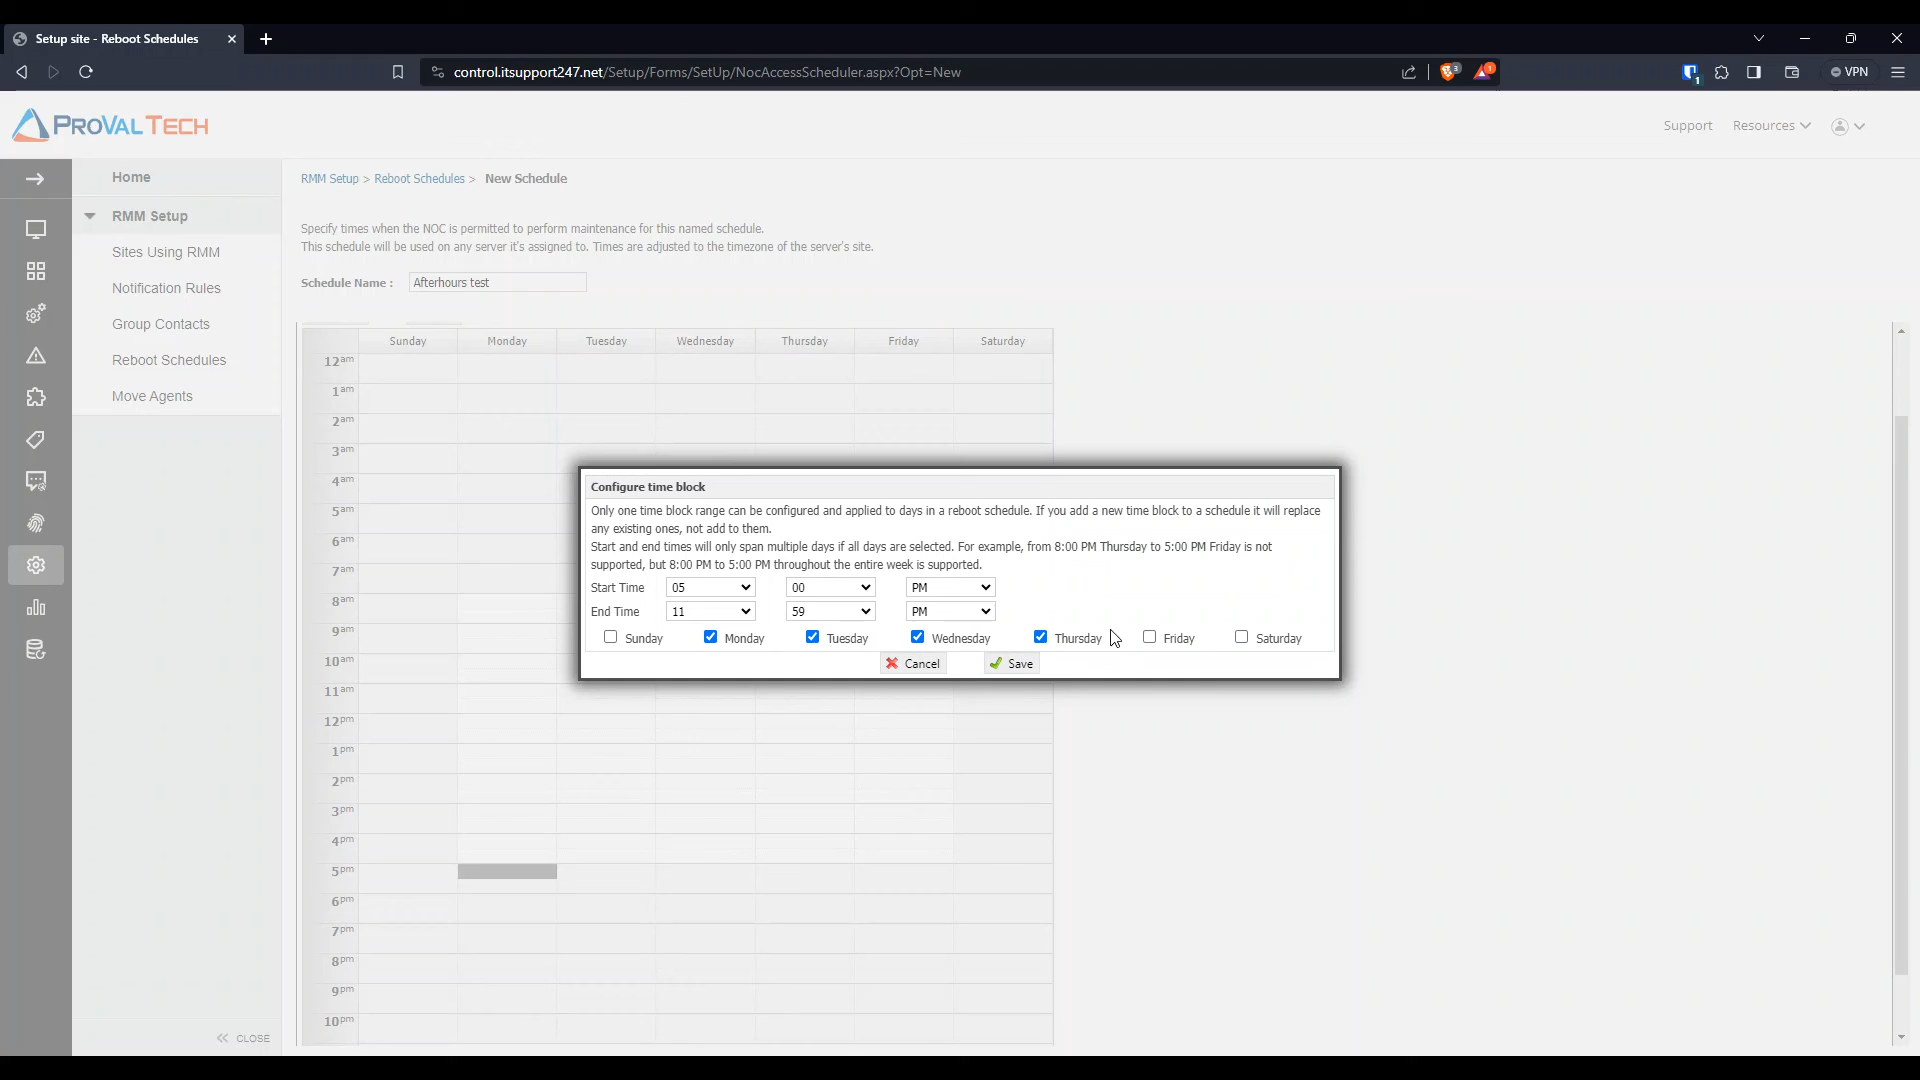 Setup site - Reboot Schedules
control.itsupport247.net/Setup/Forms/SetUp/NocAccessScheduler.aspx?Opt=New
3
1
1
VPN
PROVALTECH
Support
Resources
Home
RMM Setup
Sites Using RMM
Notification Rules
Group Contacts
Reboot Schedules
Move Agents
CLOSE
RMM Setup > Reboot Schedules > New Schedule
Specify times when the NOC is permitted to perform maintenance for this named schedule.
This schedule will be used on any server it's assigned to. Times are adjusted to the timezone of the server's site.
Schedule Name : Afterhours test
Sunday Monday Tuesday Wednesday Thursday Friday Saturday
12am
1am
2am
3am
4am
5am
6am
7am
8am
9am
10am
11am
12pm
1pm
2pm
3pm
4pm
5pm
6pm
7pm
8pm
9pm
10pm
Configure time block
Only one time block range can be configured and applied to days in a reboot schedule. If you add a new time block to a schedule it will replace
any existing ones, not add to them.
Start and end times will only span multiple days if all days are selected. For example, from 8:00 PM Thursday to 5:00 PM Friday is not
supported, but 8:00 PM to 5:00 PM throughout the entire week is supported.
Start Time 05 00 PM
End Time 11 59 PM
Sunday Monday Tuesday Wednesday Thursday Friday Saturday
Cancel Save